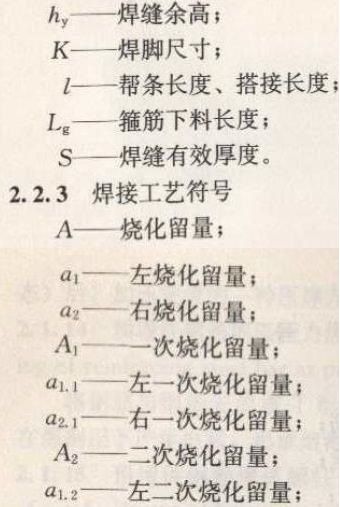 h_y——焊缝余高；
K——焊脚尺寸；
l——帮条长度、搭接长度；
L_g——箍筋下料长度；
S——焊缝有效厚度。
2.2.3 焊接工艺符号
A——烧化留量；
a_1——左烧化留量；
a_2——右烧化留量；
A_1——一次烧化留量；
a_{1.1}——左一次烧化留量；
a_{2.1}——右一次烧化留量；
A_2——二次烧化留量；
a_{1.2}——左二次烧化留量；